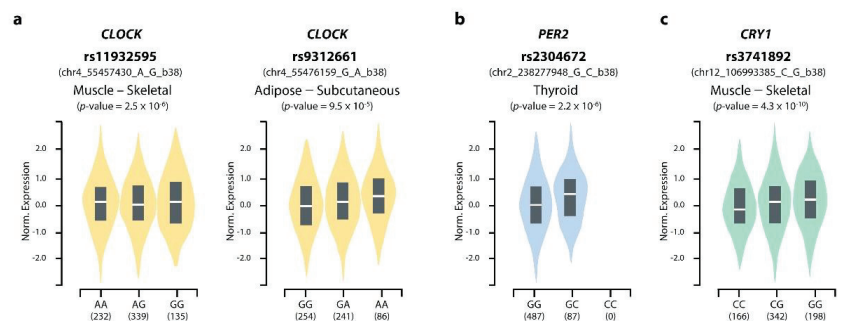 a
CLOCK
rs11932595
(chr4_55457430_A_G_b38)
Muscle – Skeletal
(p-value = 2.5 x 10⁻⁶)
Norm. Expression
2.0
1.0
0.0
-1.0
-2.0
AA AG GG
(232) (339) (135)
CLOCK
rs9312661
(chr4_55476159_G_A_b38)
Adipose – Subcutaneous
(p-value = 9.5 x 10⁻⁵)
Norm. Expression
2.0
1.0
0.0
-1.0
-2.0
GG GA AA
(254) (241) (86)
b
PER2
rs2304672
(chr2_238277948_G_C_b38)
Thyroid
(p-value = 2.2 x 10⁻⁶)
Norm. Expression
2.0
1.0
0.0
-1.0
-2.0
GG GC CC
(487) (87) (0)
c
CRY1
rs3741892
(chr12_106993385_C_G_b38)
Muscle – Skeletal
(p-value = 4.3 x 10⁻¹⁰)
Norm. Expression
2.0
1.0
0.0
-1.0
-2.0
CC CG GG
(166) (342) (198)